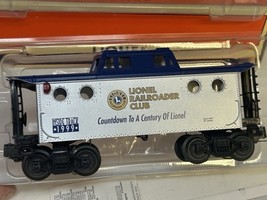 LIONEL
RAILROADER
CLUB
INSIDE TRACK
1999
Countdown To A Century Of Lionel